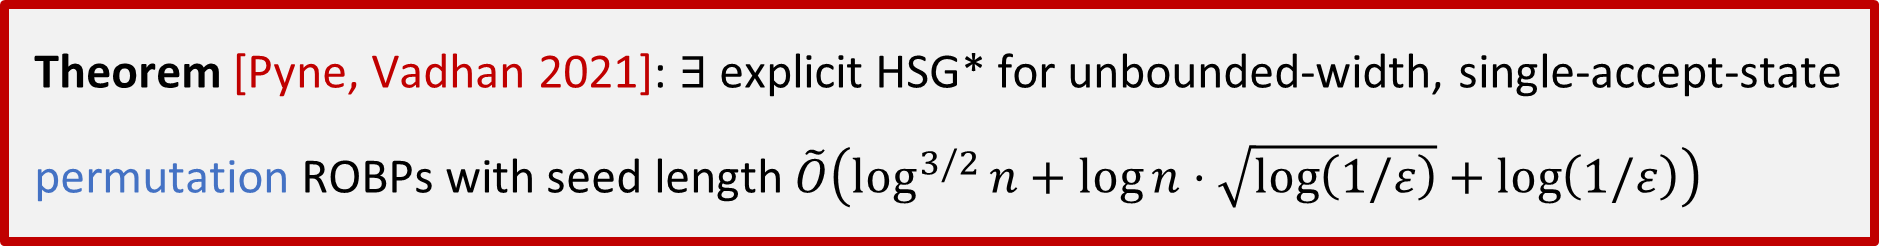 Theorem [Pyne, Vadhan 2021]: ∃ explicit HSG* for unbounded-width, single-accept-state
permutation ROBPs with seed length Õ(log^{3/2} n + log n · √log(1/ε) + log(1/ε))